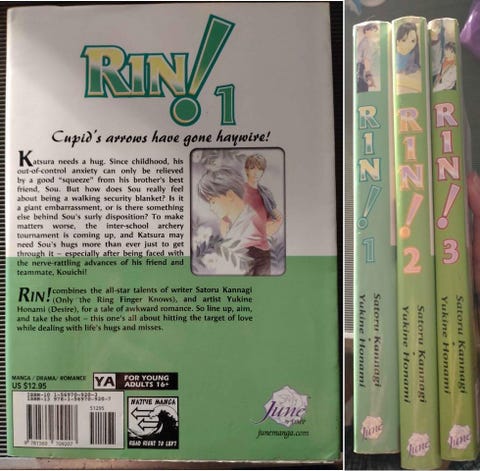 RIN! 1
Cupid's arrows have gone haywire!
Katsura needs a hug. Since childhood, his
out-of-control anxiety can only be relieved
by a good "squeeze" from his brother's best
friend, Sou. But how does Sou really feel
about being a walking security blanket? Is it
a giant embarrassment, or is there something
else behind Sou's surly disposition? To make
matters worse, the inter-school archery
tournament is coming up, and Katsura may
need Sou's hugs more than ever just to get
through it – especially after being faced with
the nerve-rattling advances of his friend and
teammate, Kouichi!
RIN! combines the all-star talents of writer Satoru Kannagi
(Only the Ring Finger Knows), and artist Yukine
Honami (Desire), for a tale of awkward romance. So line up, aim,
and take the shot – this one's all about hitting the target of love
while dealing with life's hugs and misses.
MANGA / DRAMA / ROMANCE
US $12.95
YA FOR YOUNG
ADULTS 16+
51295
NATIVE MANGA
READ RIGHT TO LEFT
June
junemanga.com
RIN! 1
Satoru Kannagi
Yukine Honami
June
RIN! 2
Satoru Kannagi
Yukine Honami
June
RIN! 3
Satoru Kannagi
Yukine Honami
June